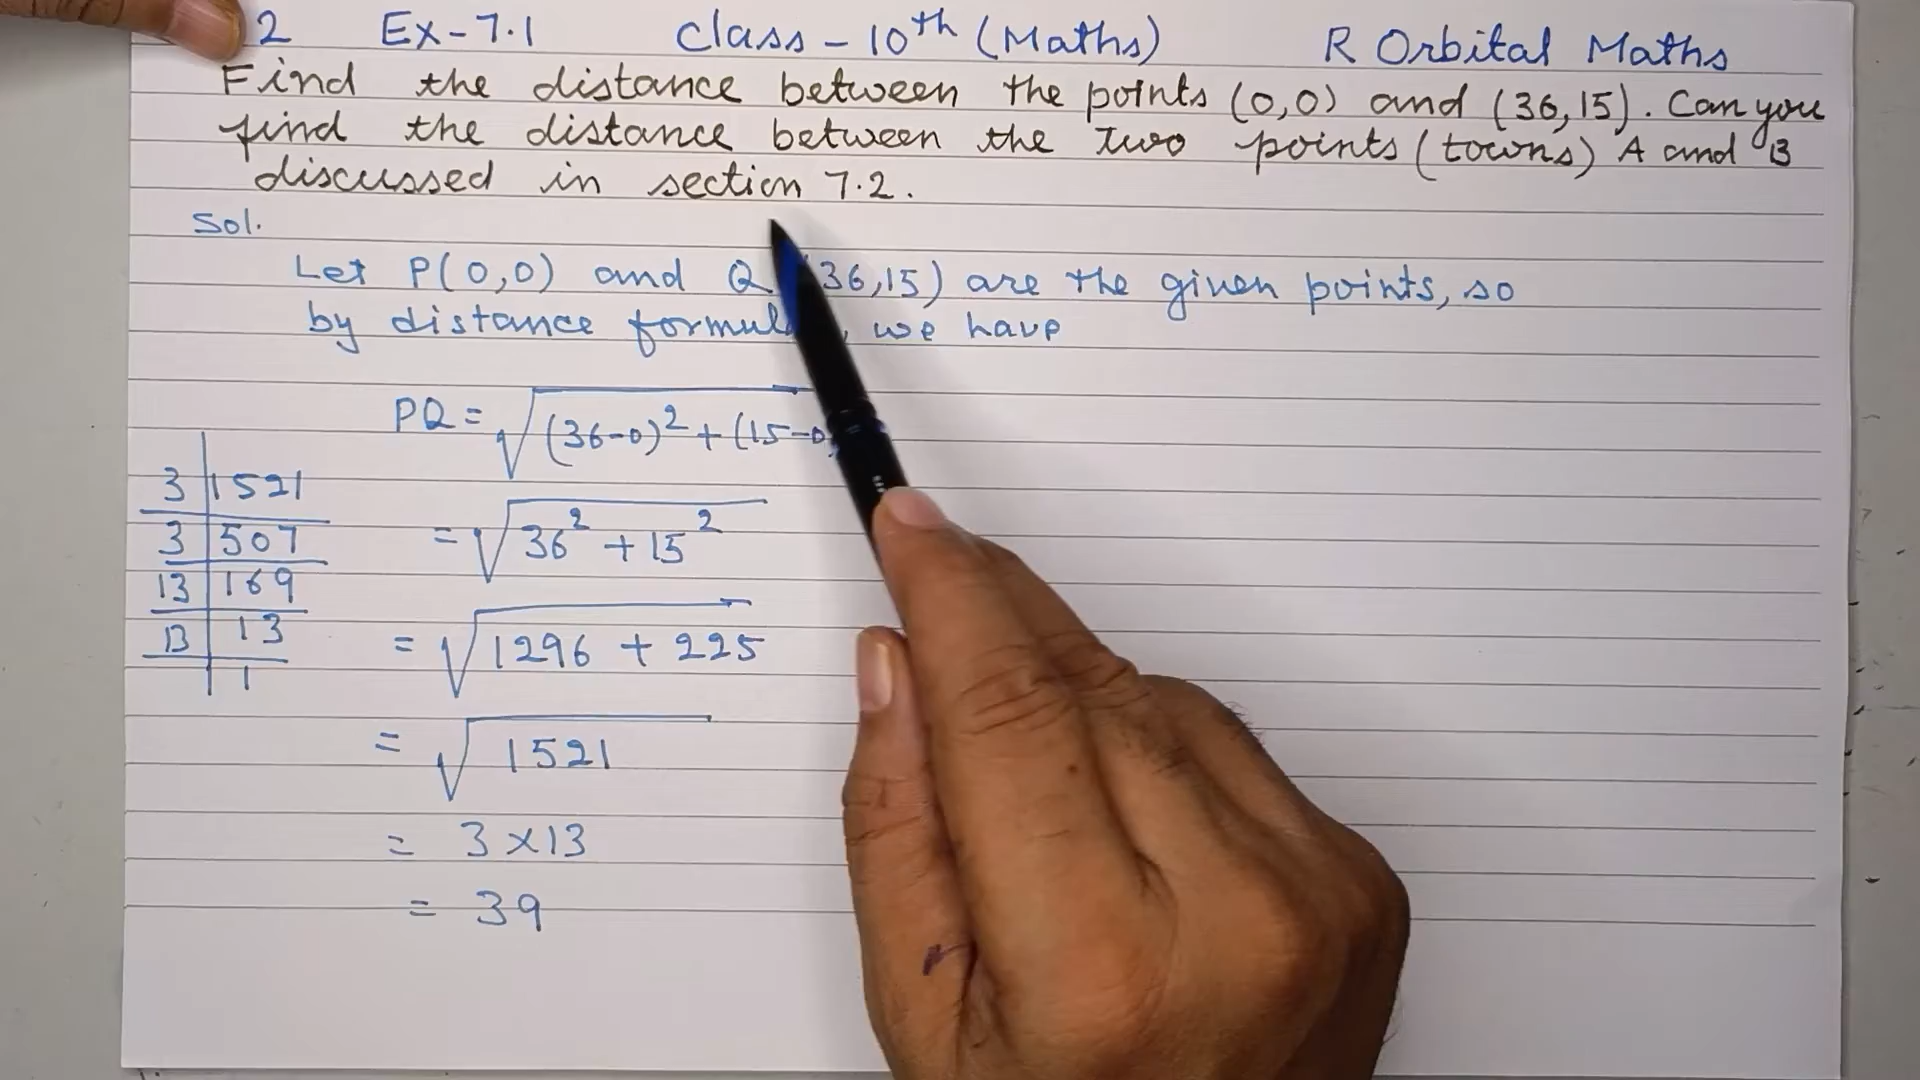 2 Ex-7.1 Class-10th (Maths) R Orbital Maths
Find the distance between the points (0,0) and (36,15). Can you
find the distance between the two points (towns) A and B
discussed in section 7.2.
Sol.
Let P(0,0) and Q (36,15) are the given points, so
by distance formula, we have
PQ = √(36-0)² + (15-0
= √36² + 15²
= √1296 + 225
= √1521
= 3 x 13
= 39
3 | 1521
3 | 507
13 | 169
13 | 13
| 1